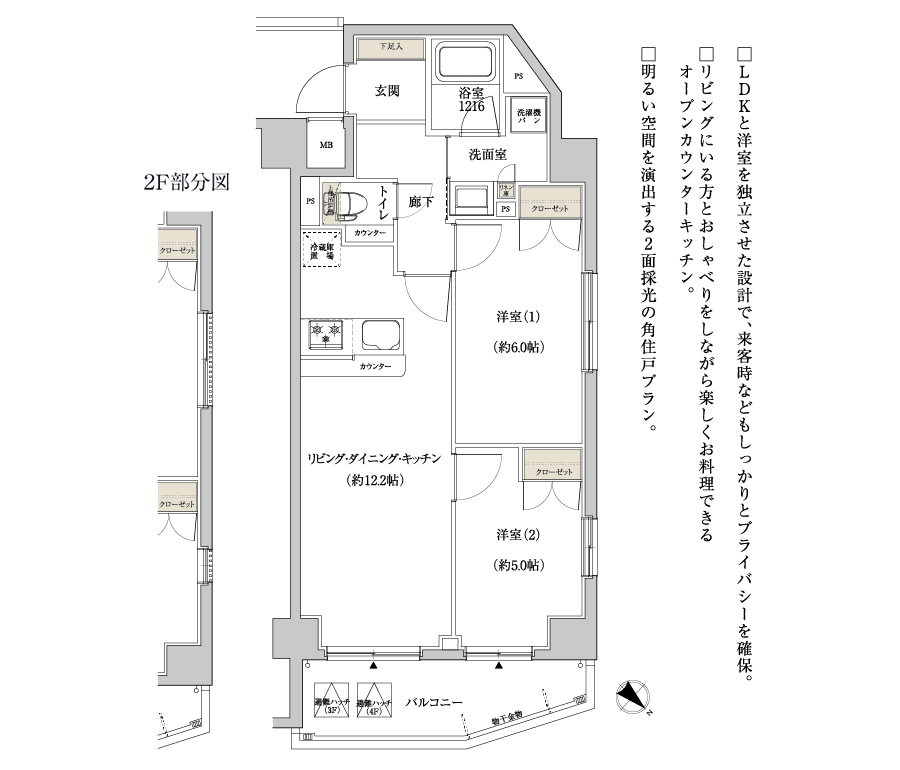 □LDKと洋室を独立させた設計で、来客時などもしっかりとプライバシーを確保。
□リビングにいる方とおしゃべりをしながら楽しくお料理できる
オープンカウンターキッチン。
□明るい空間を演出する2面採光の角住戸プラン。
下足入
玄関
浴室
1216
PS
洗濯機
パン
MB
洗面室
2F部分図
PS
トイレ
廊下
リネン
庫
PS
クローゼット
カウンター
冷蔵庫
置場
クローゼット
洋室(1)
(約6.0帖)
カウンター
リビング・ダイニング・キッチン
(約12.2帖)
クローゼット
クローゼット
洋室(2)
(約5.0帖)
避難ハッチ
(3F)
避難ハッチ
(4F)
バルコニー
物干金物
N